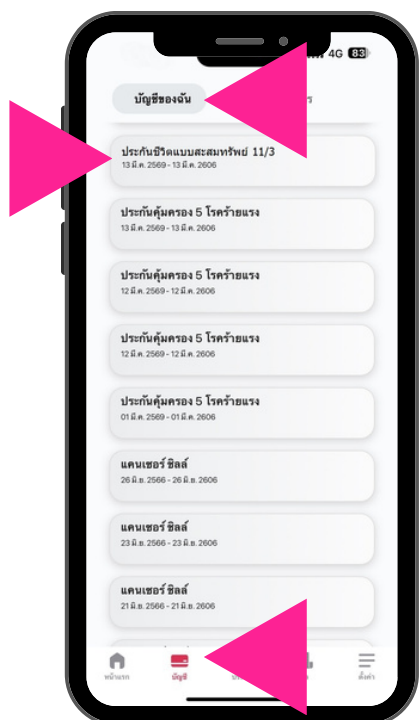 4G 83
บัญชีของฉัน
ประกันชีวิตแบบสะสมทรัพย์ 11/3
13 มี.ค. 2569 - 13 มี.ค. 2606
ประกันคุ้มครอง 5 โรคร้ายแรง
13 มี.ค. 2569 - 13 มี.ค. 2606
ประกันคุ้มครอง 5 โรคร้ายแรง
12 มี.ค. 2569 - 12 มี.ค. 2606
ประกันคุ้มครอง 5 โรคร้ายแรง
12 มี.ค. 2569 - 12 มี.ค. 2606
ประกันคุ้มครอง 5 โรคร้ายแรง
01 มี.ค. 2569 - 01 มี.ค. 2606
แคนเซอร์ ชิลล์
26 มิ.ย. 2566 - 26 มิ.ย. 2606
แคนเซอร์ ชิลล์
23 มิ.ย. 2566 - 23 มิ.ย. 2606
แคนเซอร์ ชิลล์
21 มิ.ย. 2566 - 21 มิ.ย. 2606
หน้าแรก บัญชี ตั้งค่า